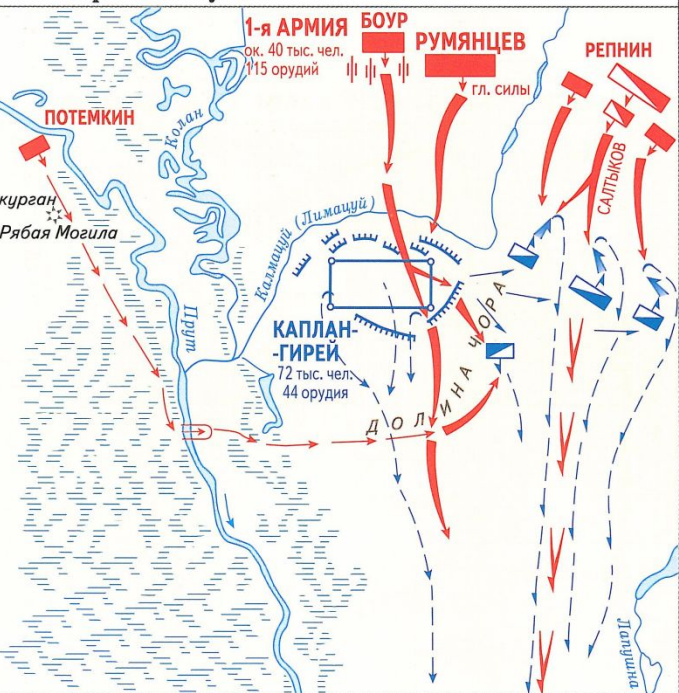 1-я АРМИЯ
ок. 40 тыс. чел.
115 орудий
БОУР
РУМЯНЦЕВ
гл. силы
РЕПНИН
САЛТЫКОВ
ПОТЕМКИН
Колан
курган
Рябая Могила
Калмацуй (Лимацуй)
Прут
КАПЛАН-
-ГИРЕЙ
72 тыс. чел.
44 орудия
ДОЛИНА ЧОРА
Лапушна